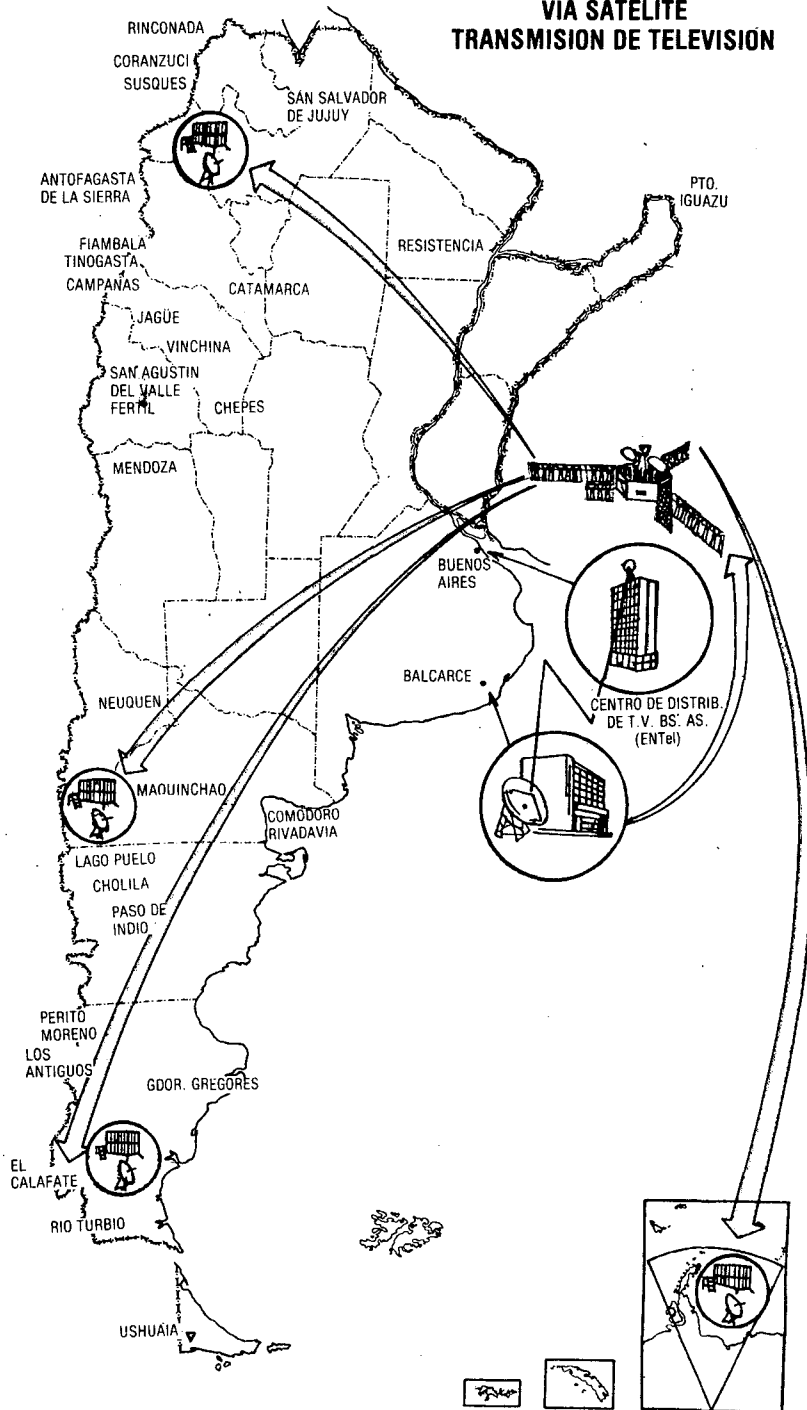 VIA SATELITE
TRANSMISION DE TELEVISION
RINCONADA
CORANZULI
SUSQUES
SAN SALVADOR
DE JUJUY
ANTOFAGASTA
DE LA SIERRA
PTO.
IGUAZU
FIAMBALA
TINOGASTA
CAMPAÑAS
RESISTENCIA
CATAMARCA
JAGÜE
VINCHINA
SAN AGUSTIN
DEL VALLE
FERTIL
CHEPES
MENDOZA
BUENOS
AIRES
BALCARCE
NEUQUEN
CENTRO DE DISTRIB.
DE T.V. BS. AS.
(ENTel)
MAQUINCHAO
COMODORO
RIVADAVIA
LAGO PUELO
CHOLILA
PASO DE
INDIO
PERITO
MORENO
LOS
ANTIGUOS
GDOR. GREGORES
EL
CALAFATE
RIO TURBIO
USHUAIA